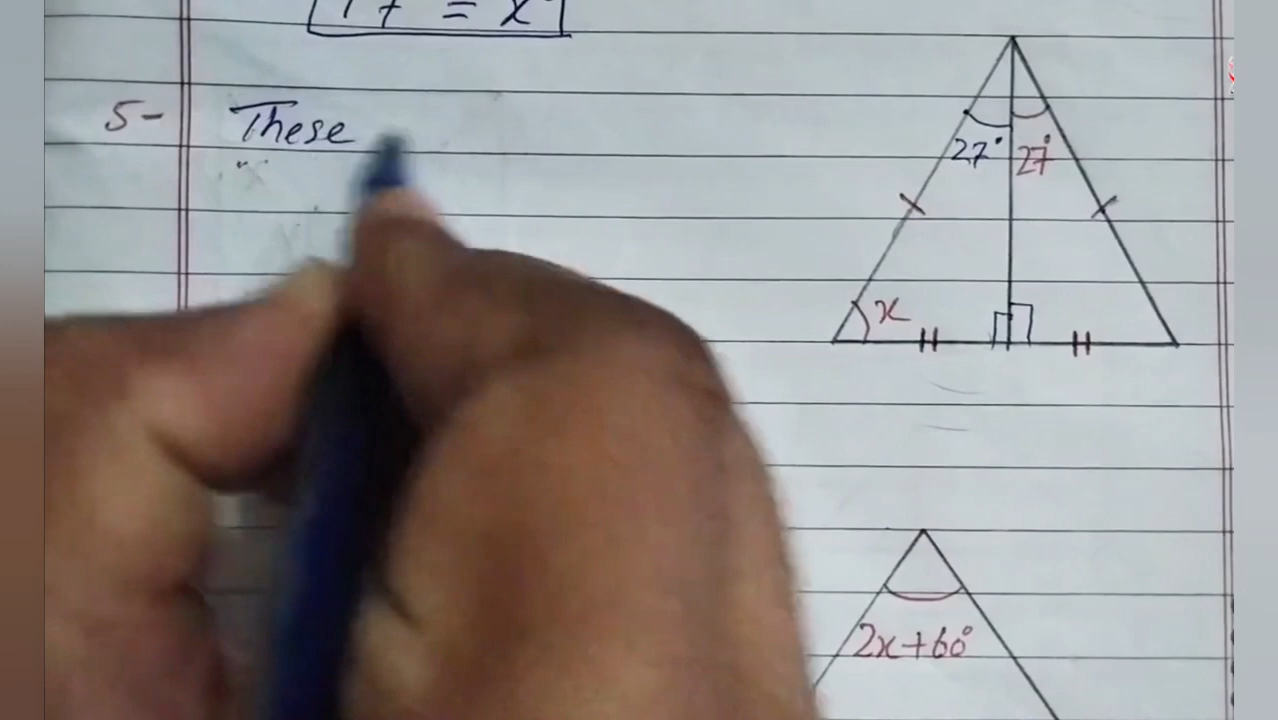 17° = x
5- These
27° 27°
x
2x+60°